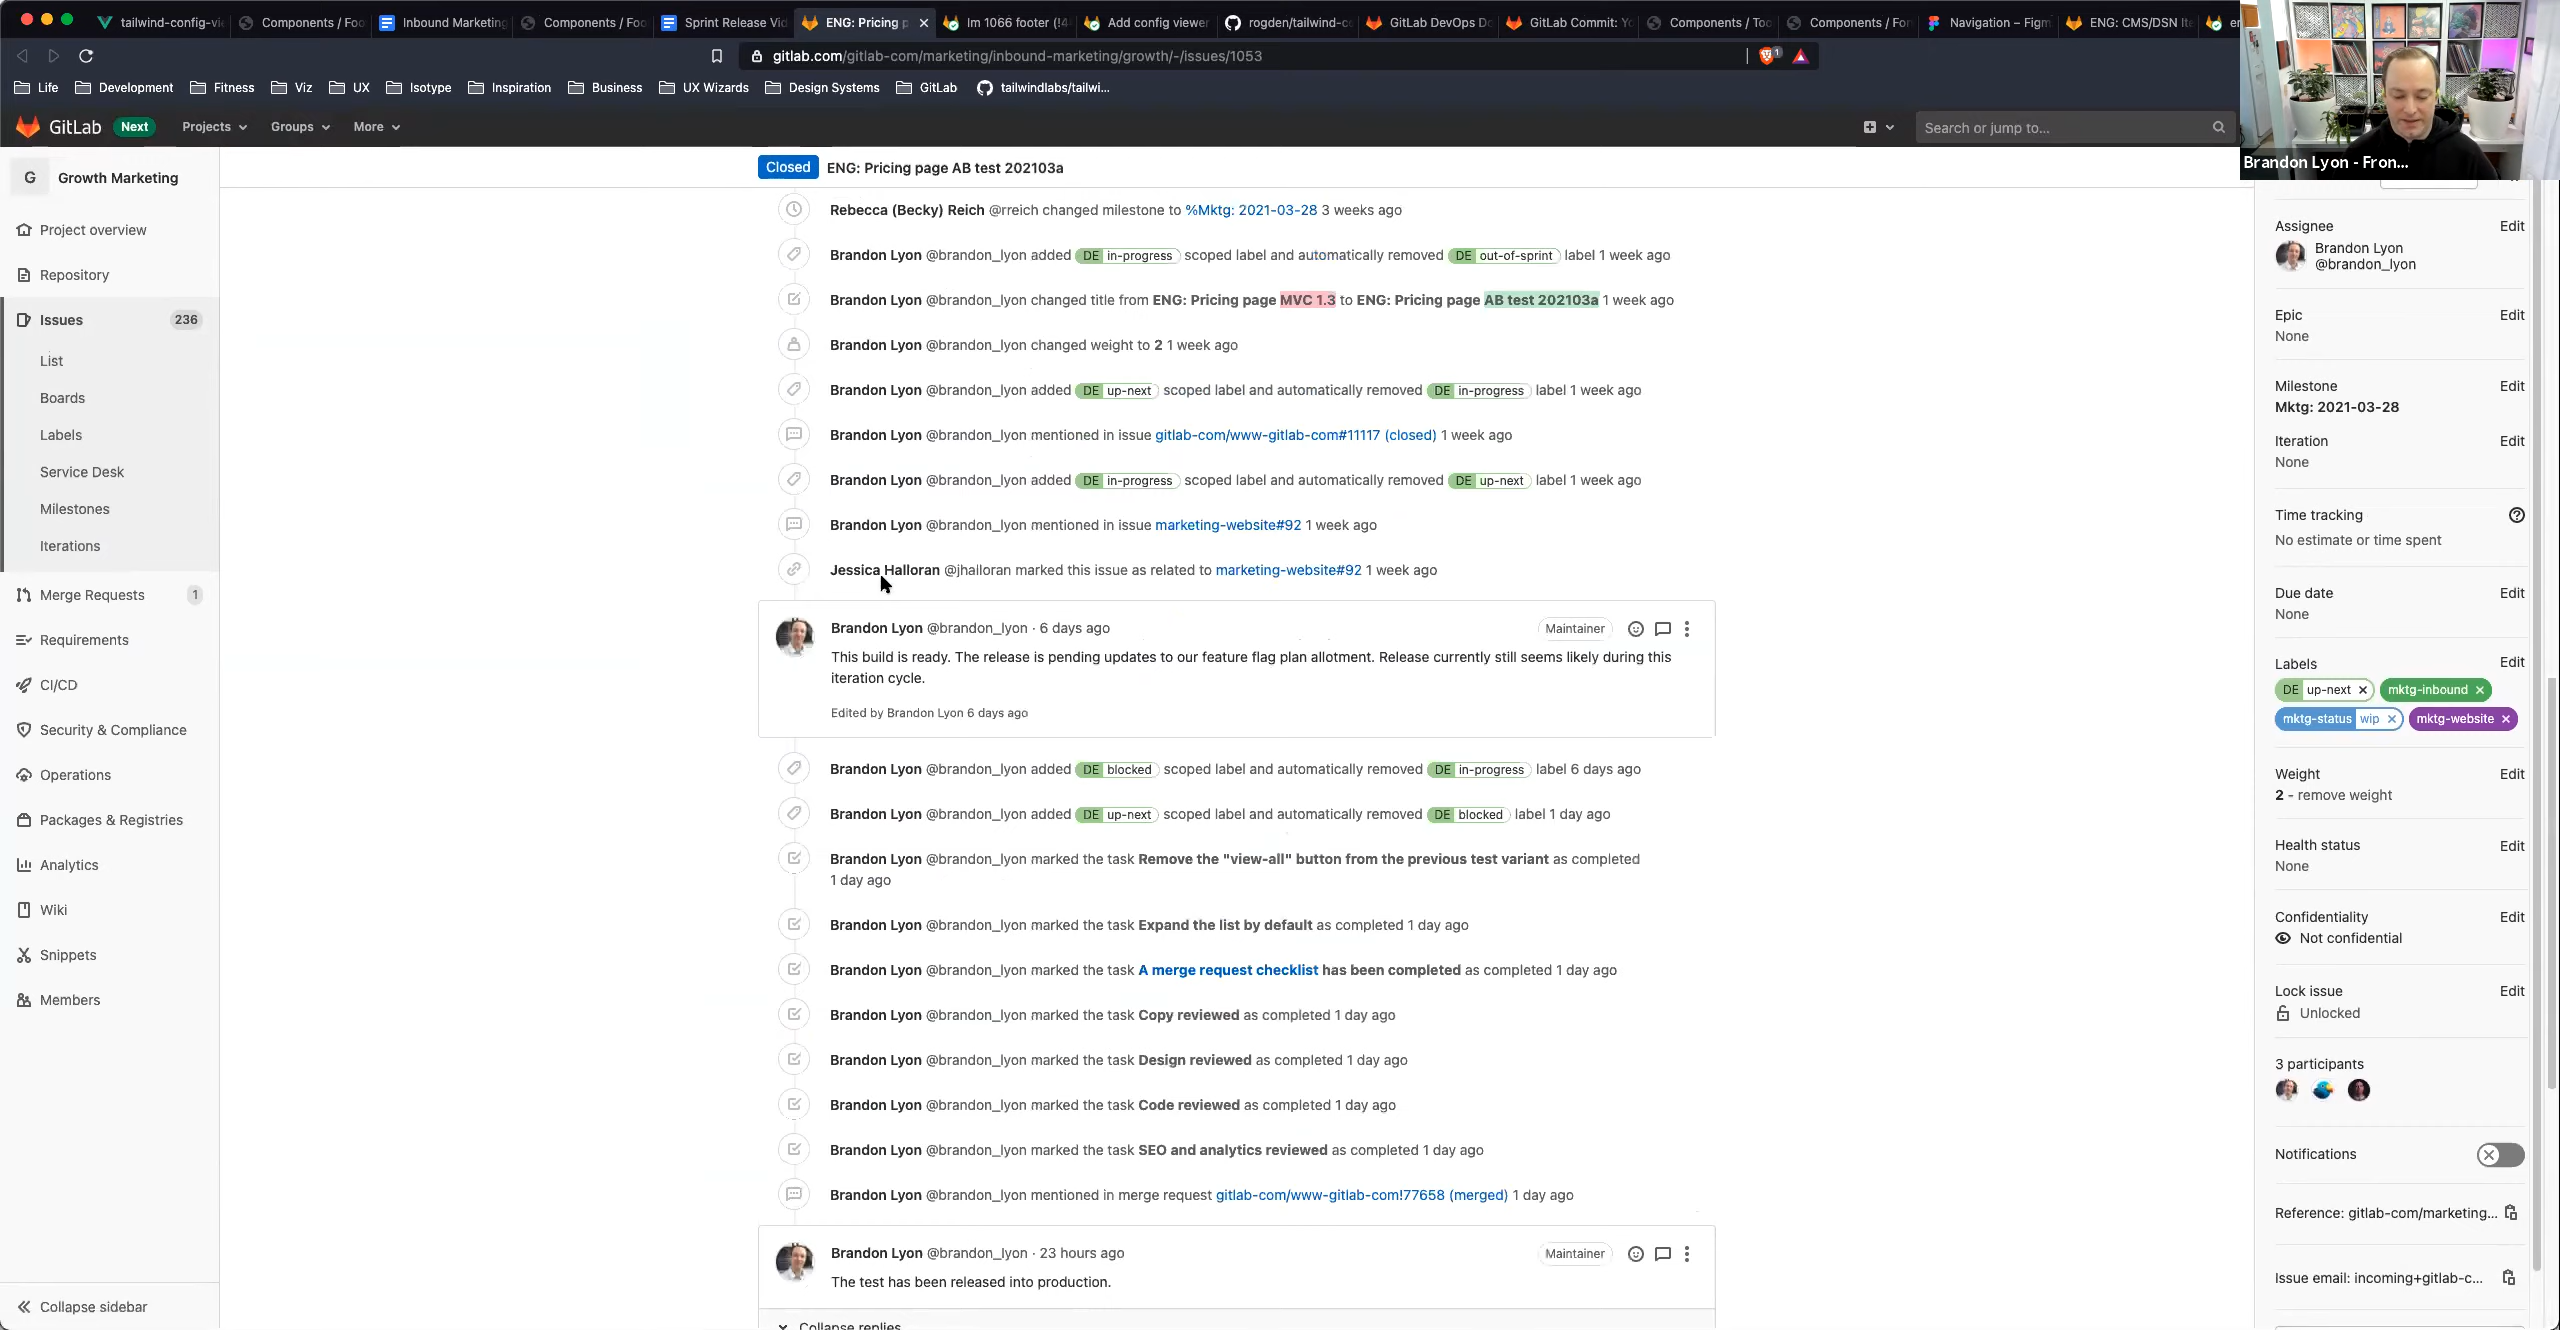 tailwind-config-vie
Components / Foo
Inbound Marketing
Components / Foo
Sprint Release Vid
ENG: Pricing p
lm 1066 footer (!4
Add config viewer
rogden/tailwind-co
GitLab DevOps Do
GitLab Commit: Yo
Components / Too
Components / For
Navigation – Figm
ENG: CMS/DSN Ite
gitlab.com/gitlab-com/marketing/inbound-marketing/growth/-/issues/1053
1
Life
Development
Fitness
Viz
UX
Isotype
Inspiration
Business
UX Wizards
Design Systems
GitLab
tailwindlabs/tailwi...
GitLab
Next
Projects
Groups
More
Search or jump to...
Brandon Lyon - Fron...
G Growth Marketing
Project overview
Repository
Issues 236
List
Boards
Labels
Service Desk
Milestones
Iterations
Merge Requests 1
Requirements
CI/CD
Security & Compliance
Operations
Packages & Registries
Analytics
Wiki
Snippets
Members
Collapse sidebar
Closed ENG: Pricing page AB test 202103a
Rebecca (Becky) Reich @rreich changed milestone to %Mktg: 2021-03-28 3 weeks ago
Brandon Lyon @brandon_lyon added DE in-progress scoped label and automatically removed DE out-of-sprint label 1 week ago
Brandon Lyon @brandon_lyon changed title from ENG: Pricing page MVC 1.3 to ENG: Pricing page AB test 202103a 1 week ago
Brandon Lyon @brandon_lyon changed weight to 2 1 week ago
Brandon Lyon @brandon_lyon added DE up-next scoped label and automatically removed DE in-progress label 1 week ago
Brandon Lyon @brandon_lyon mentioned in issue gitlab-com/www-gitlab-com#11117 (closed) 1 week ago
Brandon Lyon @brandon_lyon added DE in-progress scoped label and automatically removed DE up-next label 1 week ago
Brandon Lyon @brandon_lyon mentioned in issue marketing-website#92 1 week ago
Jessica Halloran @jhalloran marked this issue as related to marketing-website#92 1 week ago
Brandon Lyon @brandon_lyon · 6 days ago
Maintainer
This build is ready. The release is pending updates to our feature flag plan allotment. Release currently still seems likely during this
iteration cycle.
Edited by Brandon Lyon 6 days ago
Brandon Lyon @brandon_lyon added DE blocked scoped label and automatically removed DE in-progress label 6 days ago
Brandon Lyon @brandon_lyon added DE up-next scoped label and automatically removed DE blocked label 1 day ago
Brandon Lyon @brandon_lyon marked the task Remove the "view-all" button from the previous test variant as completed
1 day ago
Brandon Lyon @brandon_lyon marked the task Expand the list by default as completed 1 day ago
Brandon Lyon @brandon_lyon marked the task A merge request checklist has been completed as completed 1 day ago
Brandon Lyon @brandon_lyon marked the task Copy reviewed as completed 1 day ago
Brandon Lyon @brandon_lyon marked the task Design reviewed as completed 1 day ago
Brandon Lyon @brandon_lyon marked the task Code reviewed as completed 1 day ago
Brandon Lyon @brandon_lyon marked the task SEO and analytics reviewed as completed 1 day ago
Brandon Lyon @brandon_lyon mentioned in merge request gitlab-com/www-gitlab-com!77658 (merged) 1 day ago
Brandon Lyon @brandon_lyon · 23 hours ago
Maintainer
The test has been released into production.
Collapse replies
Assignee Edit
Brandon Lyon
@brandon_lyon
Epic Edit
None
Milestone Edit
Mktg: 2021-03-28
Iteration Edit
None
Time tracking
No estimate or time spent
Due date Edit
None
Labels Edit
DE up-next × mktg-inbound ×
mktg-status wip × mktg-website ×
Weight Edit
2 - remove weight
Health status Edit
None
Confidentiality Edit
Not confidential
Lock issue Edit
Unlocked
3 participants
Notifications
Reference: gitlab-com/marketing...
Issue email: incoming+gitlab-c...